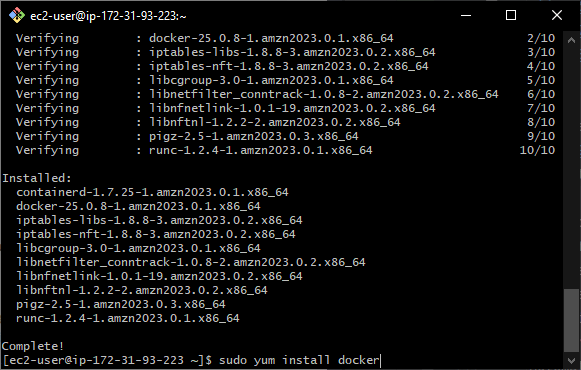 ec2-user@ip-172-31-93-223:~
Verifying : docker-25.0.8-1.amzn2023.0.1.x86_64 2/10
Verifying : iptables-libs-1.8.8-3.amzn2023.0.2.x86_64 3/10
Verifying : iptables-nft-1.8.8-3.amzn2023.0.2.x86_64 4/10
Verifying : libcgroup-3.0-1.amzn2023.0.1.x86_64 5/10
Verifying : libnetfilter_conntrack-1.0.8-2.amzn2023.0.2.x86_64 6/10
Verifying : libnfnetlink-1.0.1-19.amzn2023.0.2.x86_64 7/10
Verifying : libnftnl-1.2.2-2.amzn2023.0.2.x86_64 8/10
Verifying : pigz-2.5-1.amzn2023.0.3.x86_64 9/10
Verifying : runc-1.2.4-1.amzn2023.0.1.x86_64 10/10
Installed:
containerd-1.7.25-1.amzn2023.0.1.x86_64
docker-25.0.8-1.amzn2023.0.1.x86_64
iptables-libs-1.8.8-3.amzn2023.0.2.x86_64
iptables-nft-1.8.8-3.amzn2023.0.2.x86_64
libcgroup-3.0-1.amzn2023.0.1.x86_64
libnetfilter_conntrack-1.0.8-2.amzn2023.0.2.x86_64
libnfnetlink-1.0.1-19.amzn2023.0.2.x86_64
libnftnl-1.2.2-2.amzn2023.0.2.x86_64
pigz-2.5-1.amzn2023.0.3.x86_64
runc-1.2.4-1.amzn2023.0.1.x86_64
Complete!
[ec2-user@ip-172-31-93-223 ~]$ sudo yum install docker